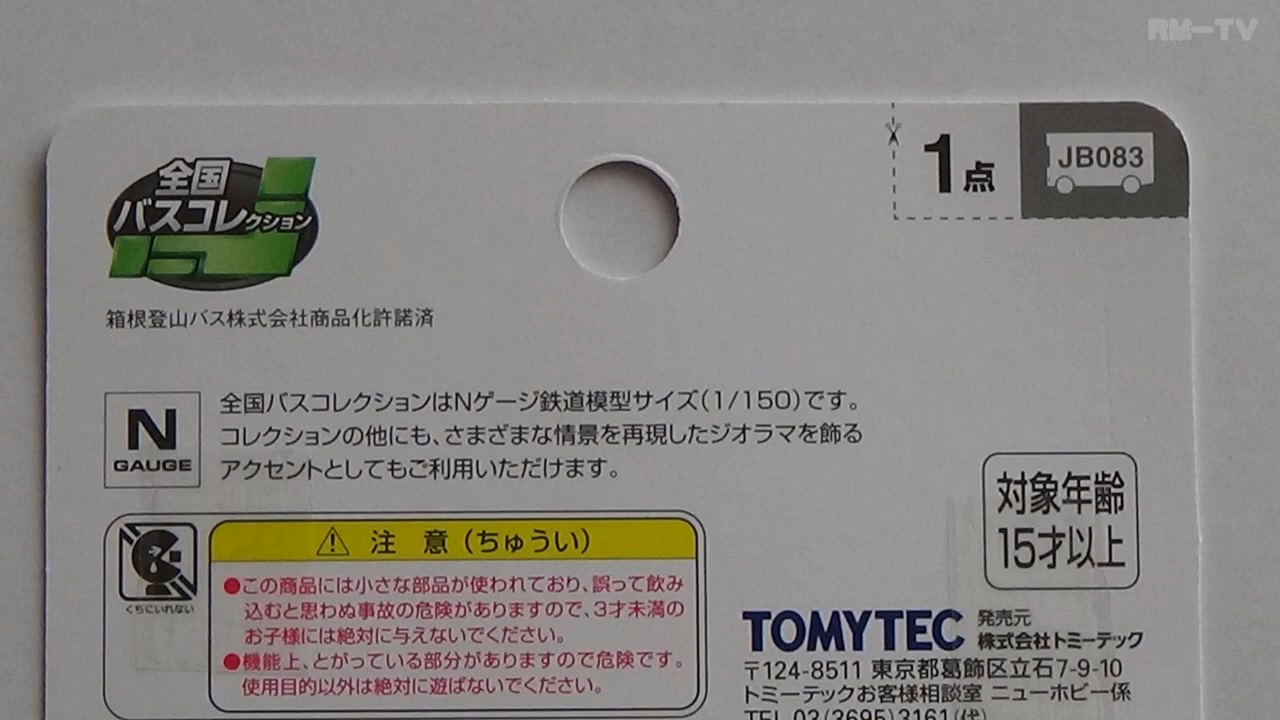 RM-TV
全国
バスコレクション
1点
JB083
箱根登山バス株式会社商品化許諾済
N
GAUGE
全国バスコレクションはNゲージ鉄道模型サイズ(1/150)です。
コレクションの他にも、さまざまな情景を再現したジオラマを飾る
アクセントとしてもご利用いただけます。
対象年齢
15才以上
くちにいれない
注 意(ちゅうい)
●この商品には小さな部品が使われており、誤って飲み
込むと思わぬ事故の危険がありますので、3才未満の
お子様には絶対に与えないでください。
●機能上、とがっている部分がありますので危険です。
使用目的以外は絶対に遊ばないでください。
TOMYTEC
発売元
株式会社トミーテック
〒124-8511 東京都葛飾区立石7-9-10
トミーテックお客様相談室 ニューホビー係
TEL 03(3695)3161(代)